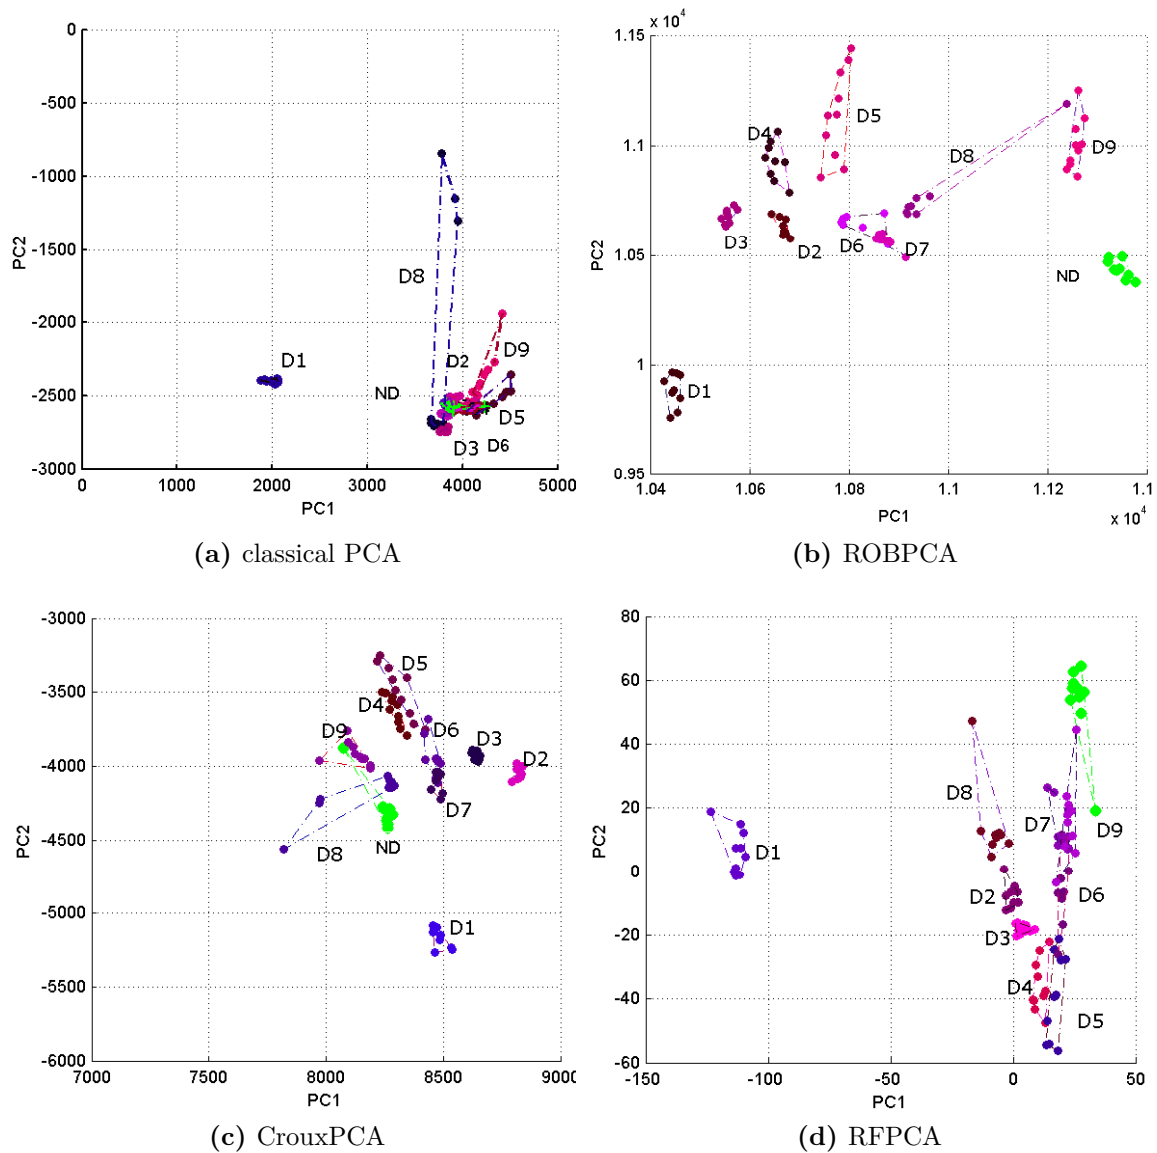 0
-500
-1000
-1500
-2000
-2500
-3000
PC2
D8
D1
D2
D9
ND
D5
D3
D6
0
1000
2000
3000
4000
5000
PC1
(a) classical PCA
x 10⁴
1.15
1.1
1.05
1
0.95
PC2
D4
D5
D8
D9
D3
D2
D6
D7
ND
D1
1.04
1.06
1.08
1.1
1.12
1.1
PC1
x 10⁴
(b) ROBPCA
-3000
-3500
-4000
-4500
-5000
-5500
-6000
PC2
D5
D4
D9
D6
D3
D2
D7
D8
ND
D1
7000
7500
8000
8500
9000
PC1
(c) CrouxPCA
80
60
40
20
0
-20
-40
-60
PC2
D8
D7
D9
D1
D2
D6
D3
D4
D5
-150
-100
-50
0
50
PC1
(d) RFPCA